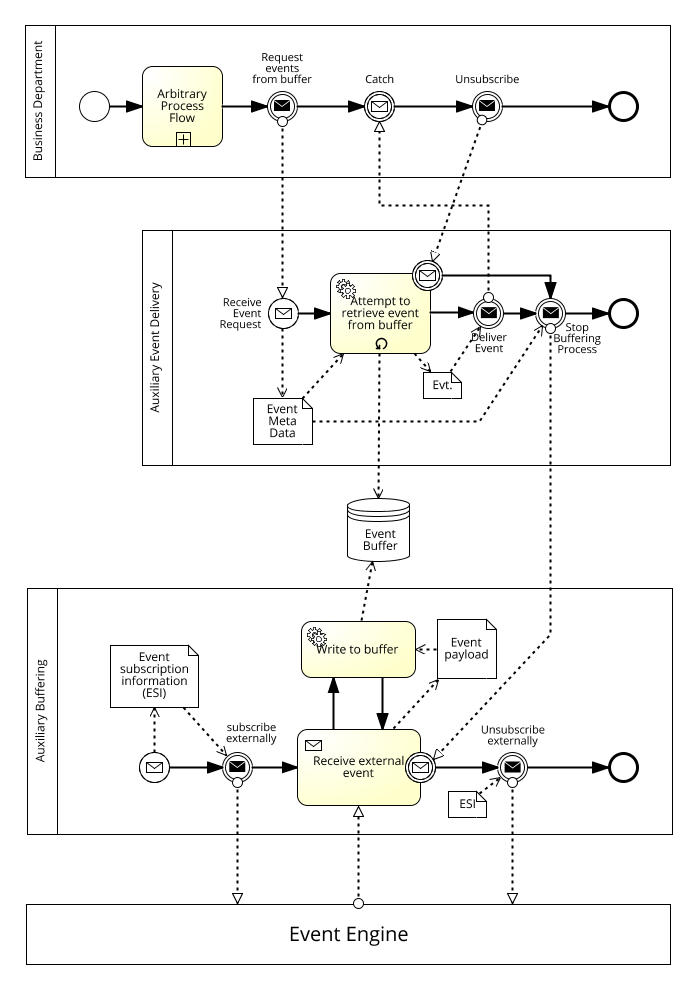 Business Department
Arbitrary
Process
Flow
Request
events
from buffer
Catch
Unsubscribe
Auxiliary Event Delivery
Receive
Event
Request
Attempt to
retrieve event
from buffer
Deliver
Event
Stop
Buffering
Process
Event
Meta
Data
Evt.
Event
Buffer
Auxiliary Buffering
Event
subscription
information
(ESI)
subscribe
externally
Write to buffer
Event
payload
Receive external
event
Unsubscribe
externally
ESI
Event Engine